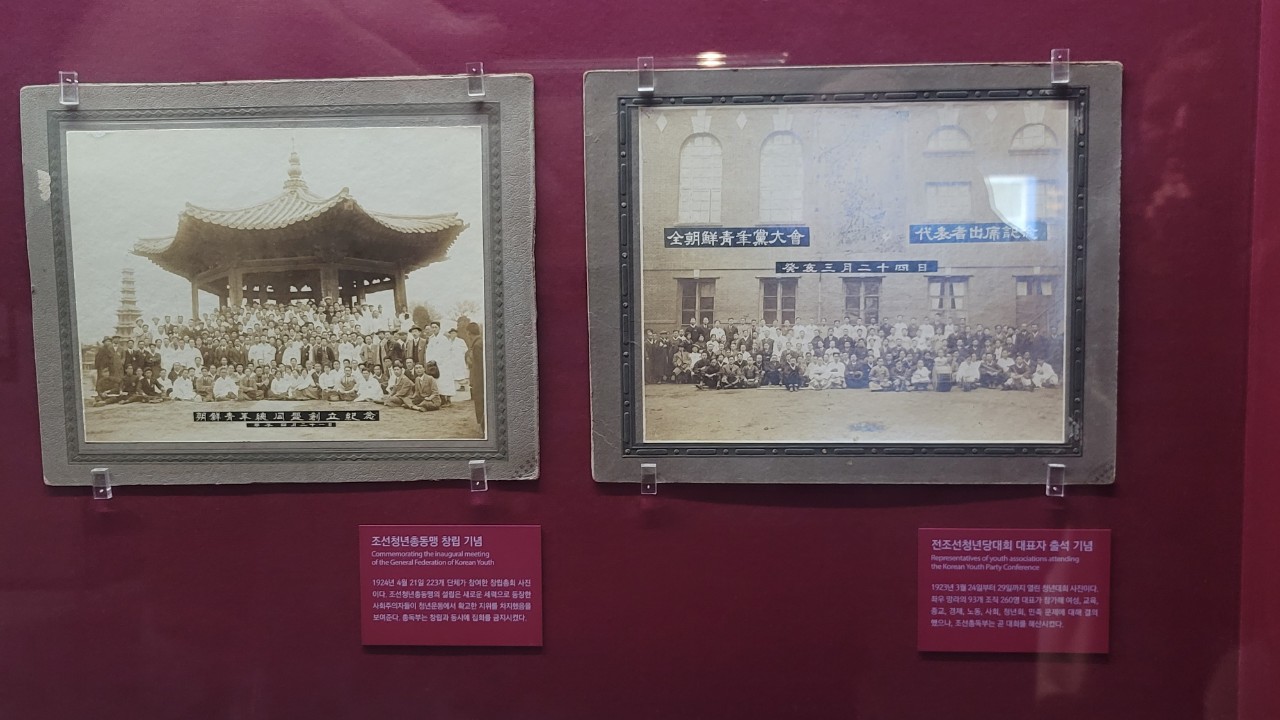 朝鮮青年總同盟創立紀念
全朝鮮青年黨大會
代表者出席記念
癸亥三月二十四日
조선청년총동맹 창립 기념
Commemorating the inaugural meeting
of the General Federation of Korean Youth
1924년 4월 21일 223개 단체가 참여한 창립총회 사진
이다. 조선청년총동맹의 설립은 새로운 세력으로 등장한
사회주의자들이 청년운동에서 확고한 지위를 차지했음을
보여준다. 총독부는 창립과 동시에 집회를 금지시켰다.
전조선청년당대회 대표자 출석 기념
Representatives of youth associations attending
the Korean Youth Party Conference
1923년 3월 24일부터 29일까지 열린 청년대회 사진이다.
좌우 망라의 93개 조직 260명 대표가 참가해 여성, 교육,
종교, 경제, 노동, 사회, 청년회, 민족 문제에 대해 결의
했으나, 조선총독부는 곧 대회를 해산시켰다.